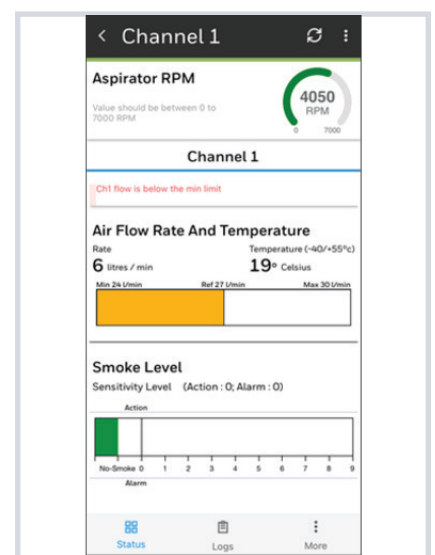 Channel 1
Aspirator RPM
Value should be between 0 to
7000 RPM
4050
RPM
0 7000
Channel 1
Ch1 flow is below the min limit
Air Flow Rate And Temperature
Rate Temperature (-40/+55°c)
6 litres / min 19° Celsius
Min 24 l/min Ref 27 l/min Max 30 l/min
Smoke Level
Sensitivity Level (Action : 0; Alarm : 0)
Action
No-Smoke 0 1 2 3 4 5 6 7 8 9
Alarm
Status Logs More